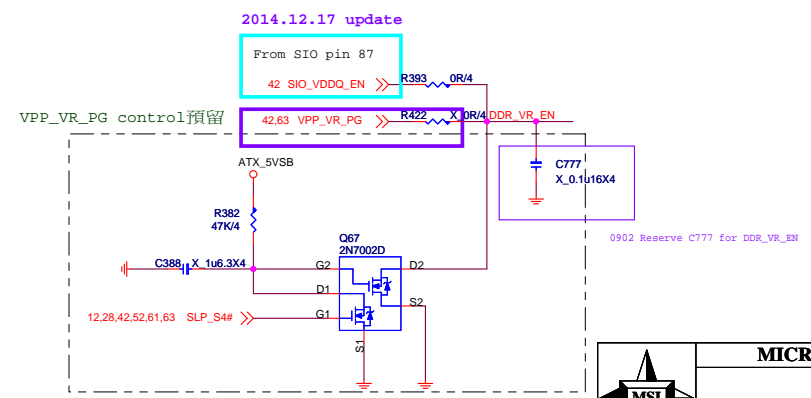 2014.12.17 update
From SIO pin 87
42 SIO_VDDQ_EN
R393 0R/4
VPP_VR_PG control預留
42,63 VPP_VR_PG
R422 X_0R/4
DDR_VR_EN
ATX_5VSB
C777
X_0.1u16X4
R382
47K/4
0902 Reserve C777 for DDR_VR_EN
Q67
2N7002D
C388 X_1u6.3X4
G2
D2
D1
S2
12,28,42,52,61,63 SLP_S4#
G1
S1
MICR
MSI